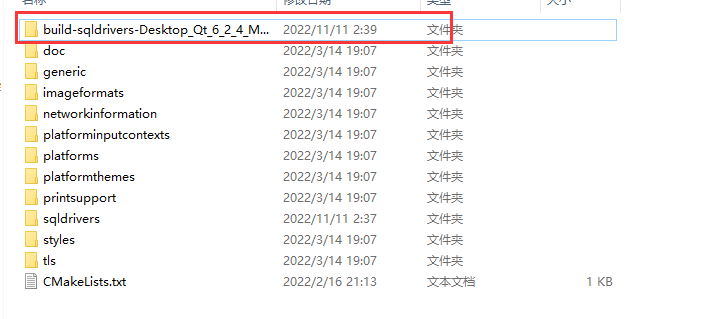 名称 修改日期 类型 大小
build-sqldrivers-Desktop_Qt_6_2_4_M... 2022/11/11 2:39 文件夹
doc 2022/3/14 19:07 文件夹
generic 2022/3/14 19:07 文件夹
imageformats 2022/3/14 19:07 文件夹
networkinformation 2022/3/14 19:07 文件夹
platforminputcontexts 2022/3/14 19:07 文件夹
platforms 2022/3/14 19:07 文件夹
platformthemes 2022/3/14 19:07 文件夹
printsupport 2022/3/14 19:07 文件夹
sqldrivers 2022/11/11 2:37 文件夹
styles 2022/3/14 19:07 文件夹
tls 2022/3/14 19:07 文件夹
CMakeLists.txt 2022/2/16 21:13 文本文档 1 KB